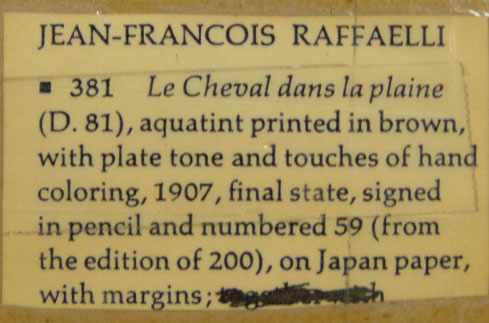 JEAN-FRANCOIS RAFFAELLI
▪ 381 Le Cheval dans la plaine
(D. 81), aquatint printed in brown,
with plate tone and touches of hand
coloring, 1907, final state, signed
in pencil and numbered 59 (from
the edition of 200), on Japan paper,
with margins;